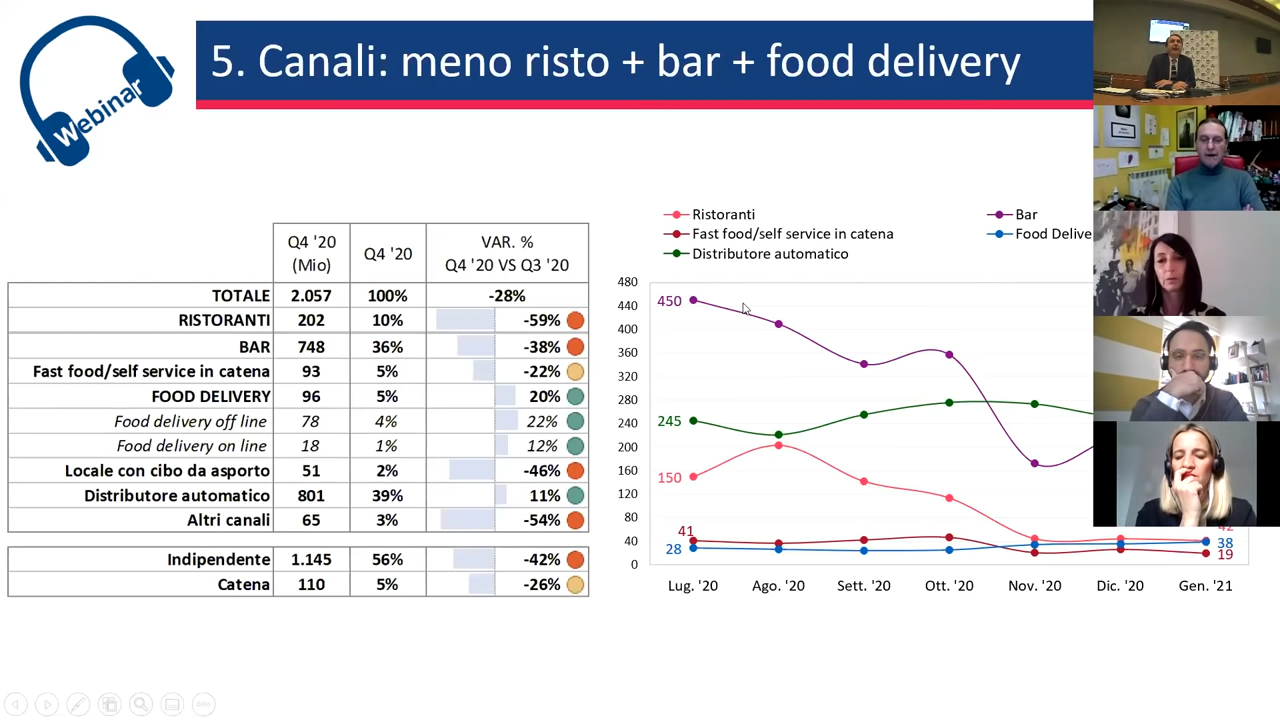 Webinar
5. Canali: meno risto + bar + food delivery
Q4 '20 (Mio) Q4 '20 VAR. % Q4 '20 VS Q3 '20
TOTALE 2.057 100% -28%
RISTORANTI 202 10% -59%
BAR 748 36% -38%
Fast food/self service in catena 93 5% -22%
FOOD DELIVERY 96 5% 20%
Food delivery off line 78 4% 22%
Food delivery on line 18 1% 12%
Locale con cibo da asporto 51 2% -46%
Distributore automatico 801 39% 11%
Altri canali 65 3% -54%
Indipendente 1.145 56% -42%
Catena 110 5% -26%
Ristoranti Bar
Fast food/self service in catena Food Delive
Distributore automatico
480
440
400
360
320
280
240
200
160
120
80
40
0
450
245
150
41
28
42
38
19
Lug. '20 Ago. '20 Sett. '20 Ott. '20 Nov. '20 Dic. '20 Gen. '21